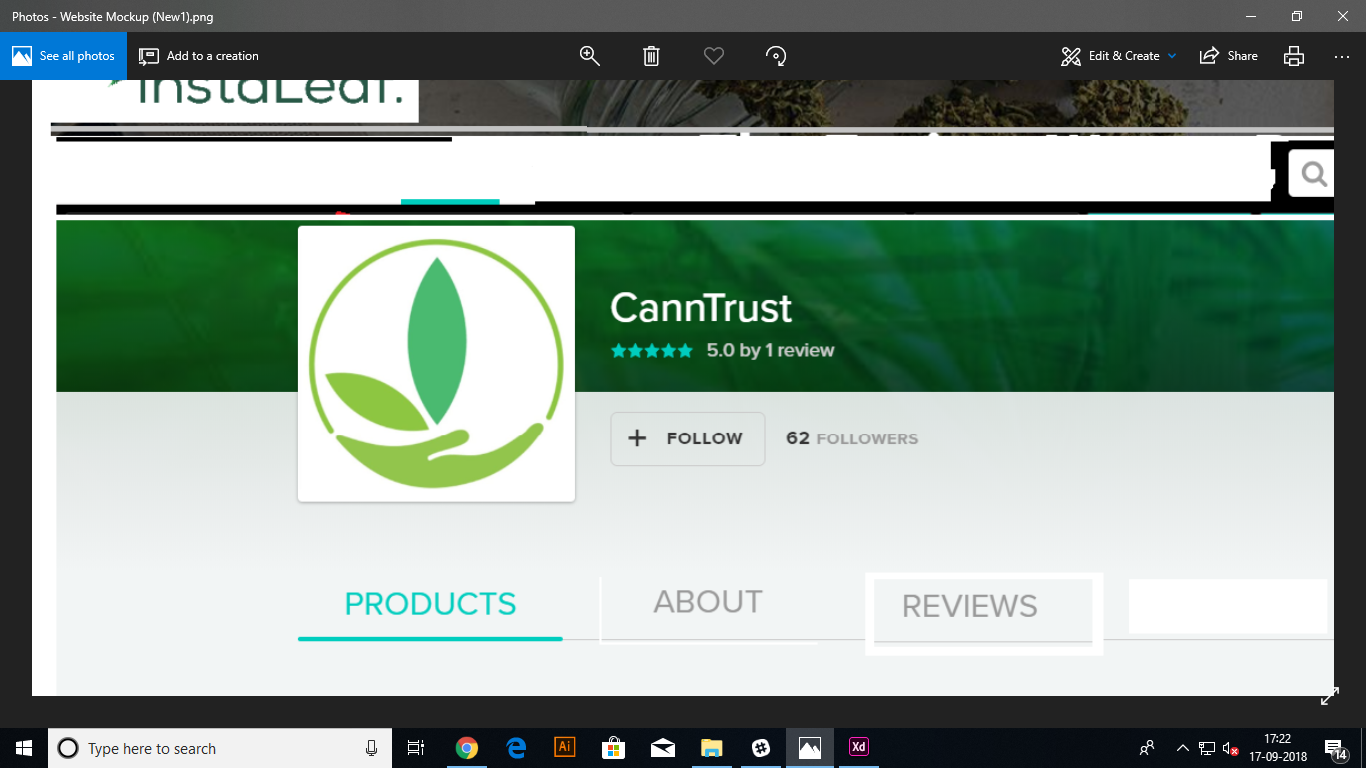 Photos - Website Mockup (New1).png
See all photos
Add to a creation
Edit & Create
Share
InstaLeaf.
CannTrust
5.0 by 1 review
+ FOLLOW
62 FOLLOWERS
PRODUCTS
ABOUT
REVIEWS
Type here to search
Ai
Xd
17:22
17-09-2018
14